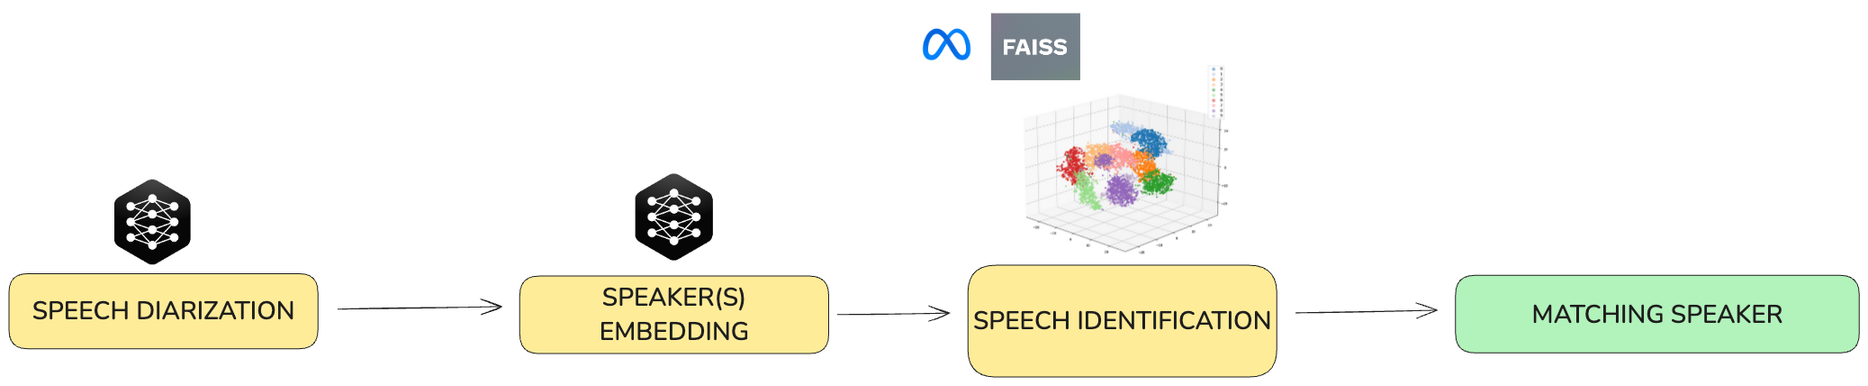 FAISS
SPEECH DIARIZATION
SPEAKER(S)
EMBEDDING
SPEECH IDENTIFICATION
MATCHING SPEAKER